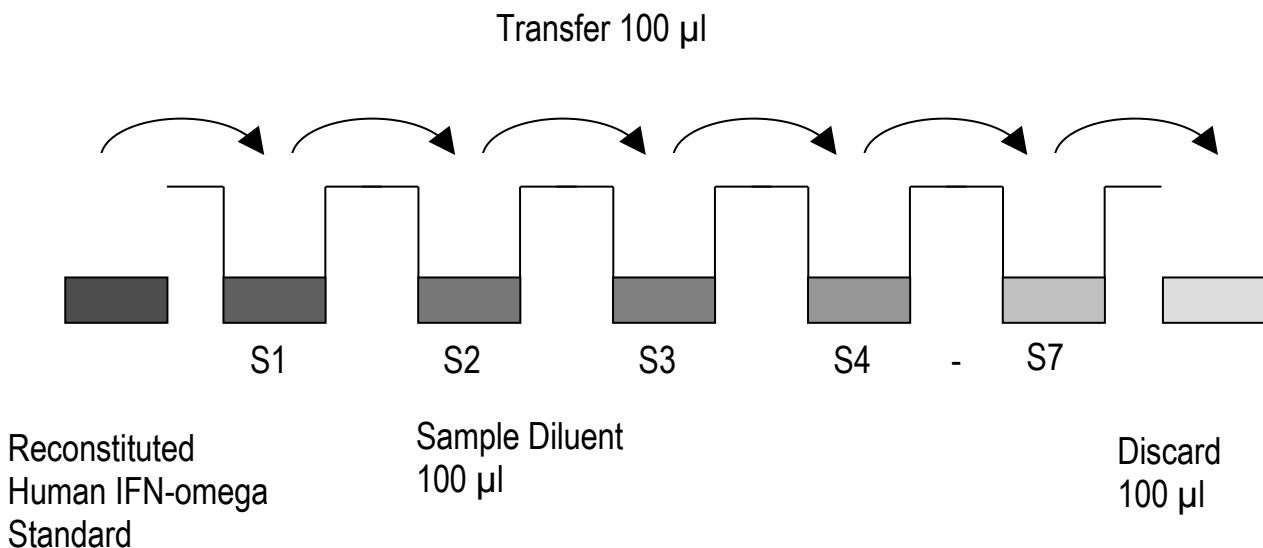 Transfer 100 µl
S1 S2 S3 S4 - S7
Reconstituted
Human IFN-omega
Standard
Sample Diluent
100 µl
Discard
100 µl